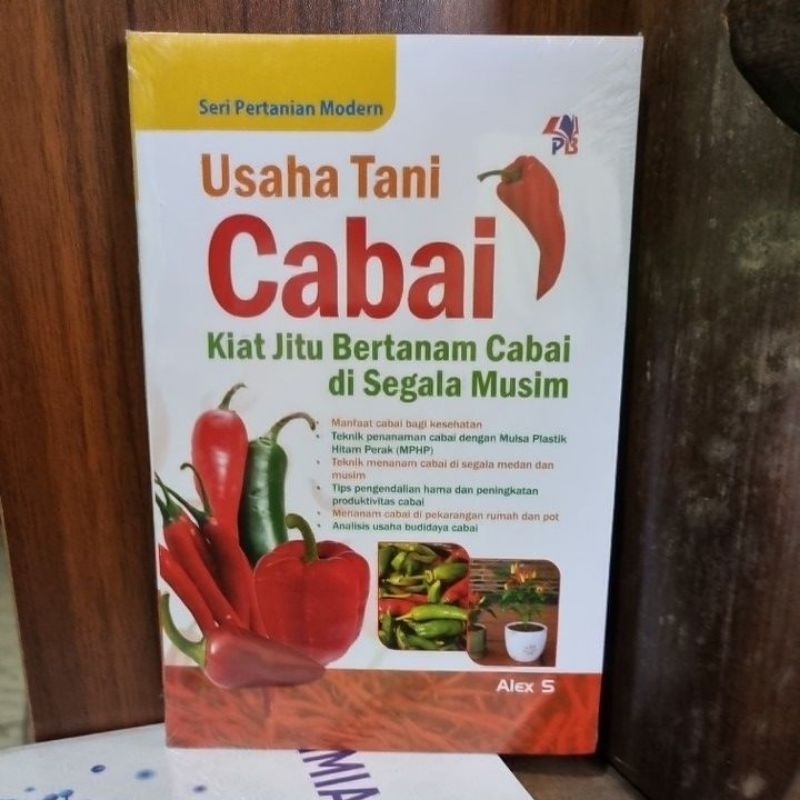 Seri Pertanian Modern
PB
Usaha Tani
Cabai
Kiat Jitu Bertanam Cabai
di Segala Musim
• Manfaat cabai bagi kesehatan
• Teknik penanaman cabai dengan Mulsa Plastik
Hitam Perak (MPHP)
• Teknik menanam cabai di segala medan dan
musim
• Tips pengendalian hama dan peningkatan
produktivitas cabai
• Menanam cabai di pekarangan rumah dan pot
• Analisis usaha budidaya cabai
Alex S
MIA